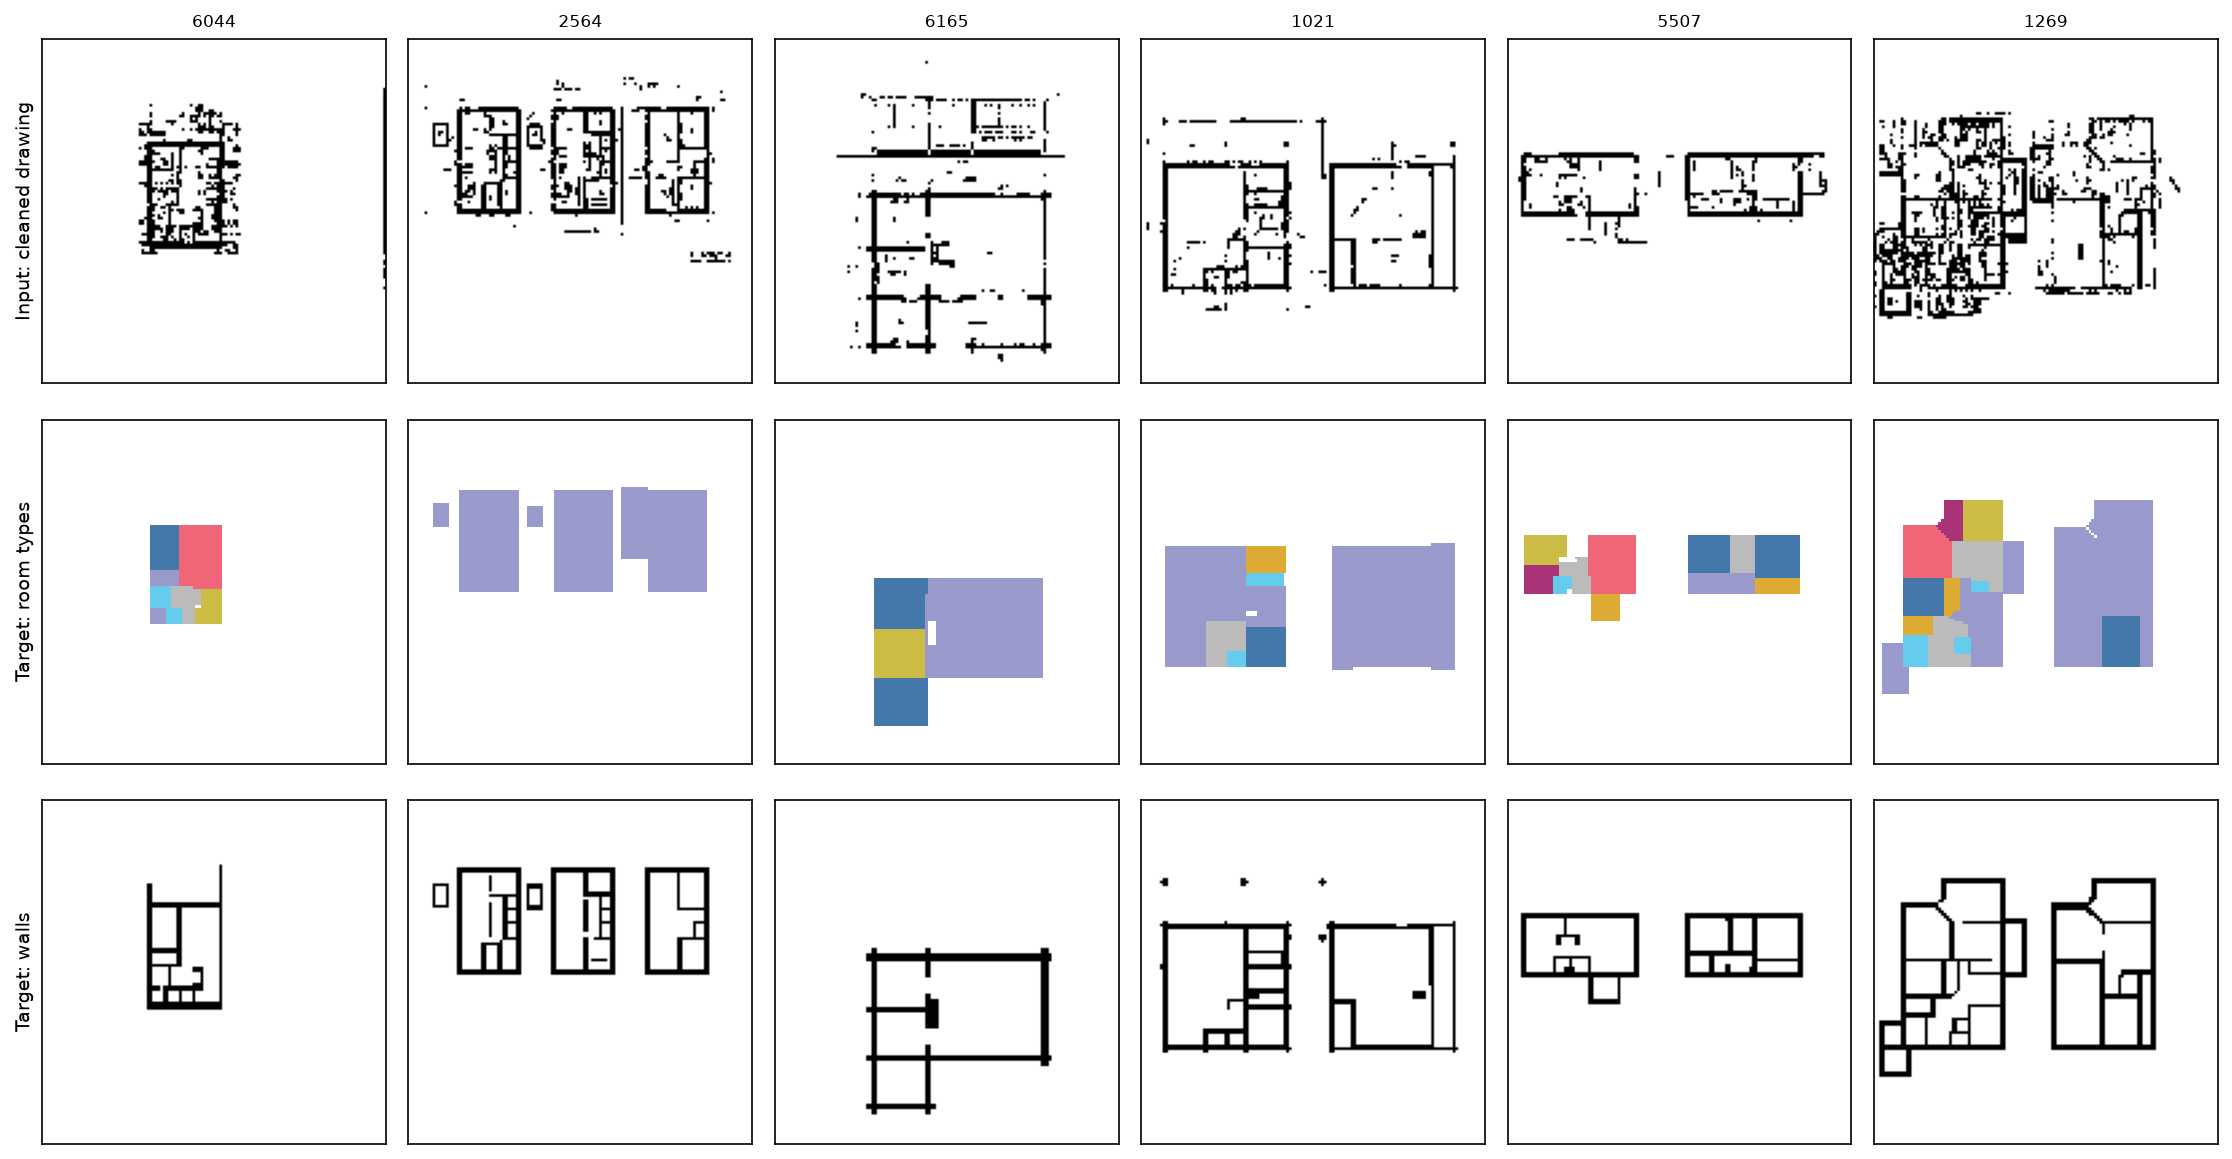 6044 2564 6165 1021 5507 1269
Input: cleaned drawing
Target: room types
Target: walls